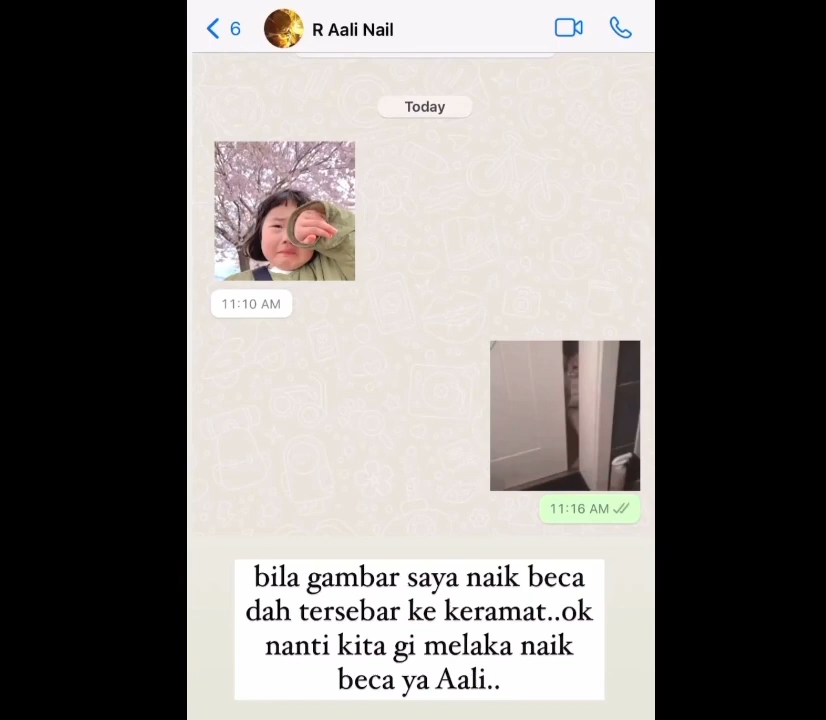 6
R Aali Nail
Today
11:10 AM
11:16 AM
bila gambar saya naik beca
dah tersebar ke keramat..ok
nanti kita gi melaka naik
beca ya Aali..